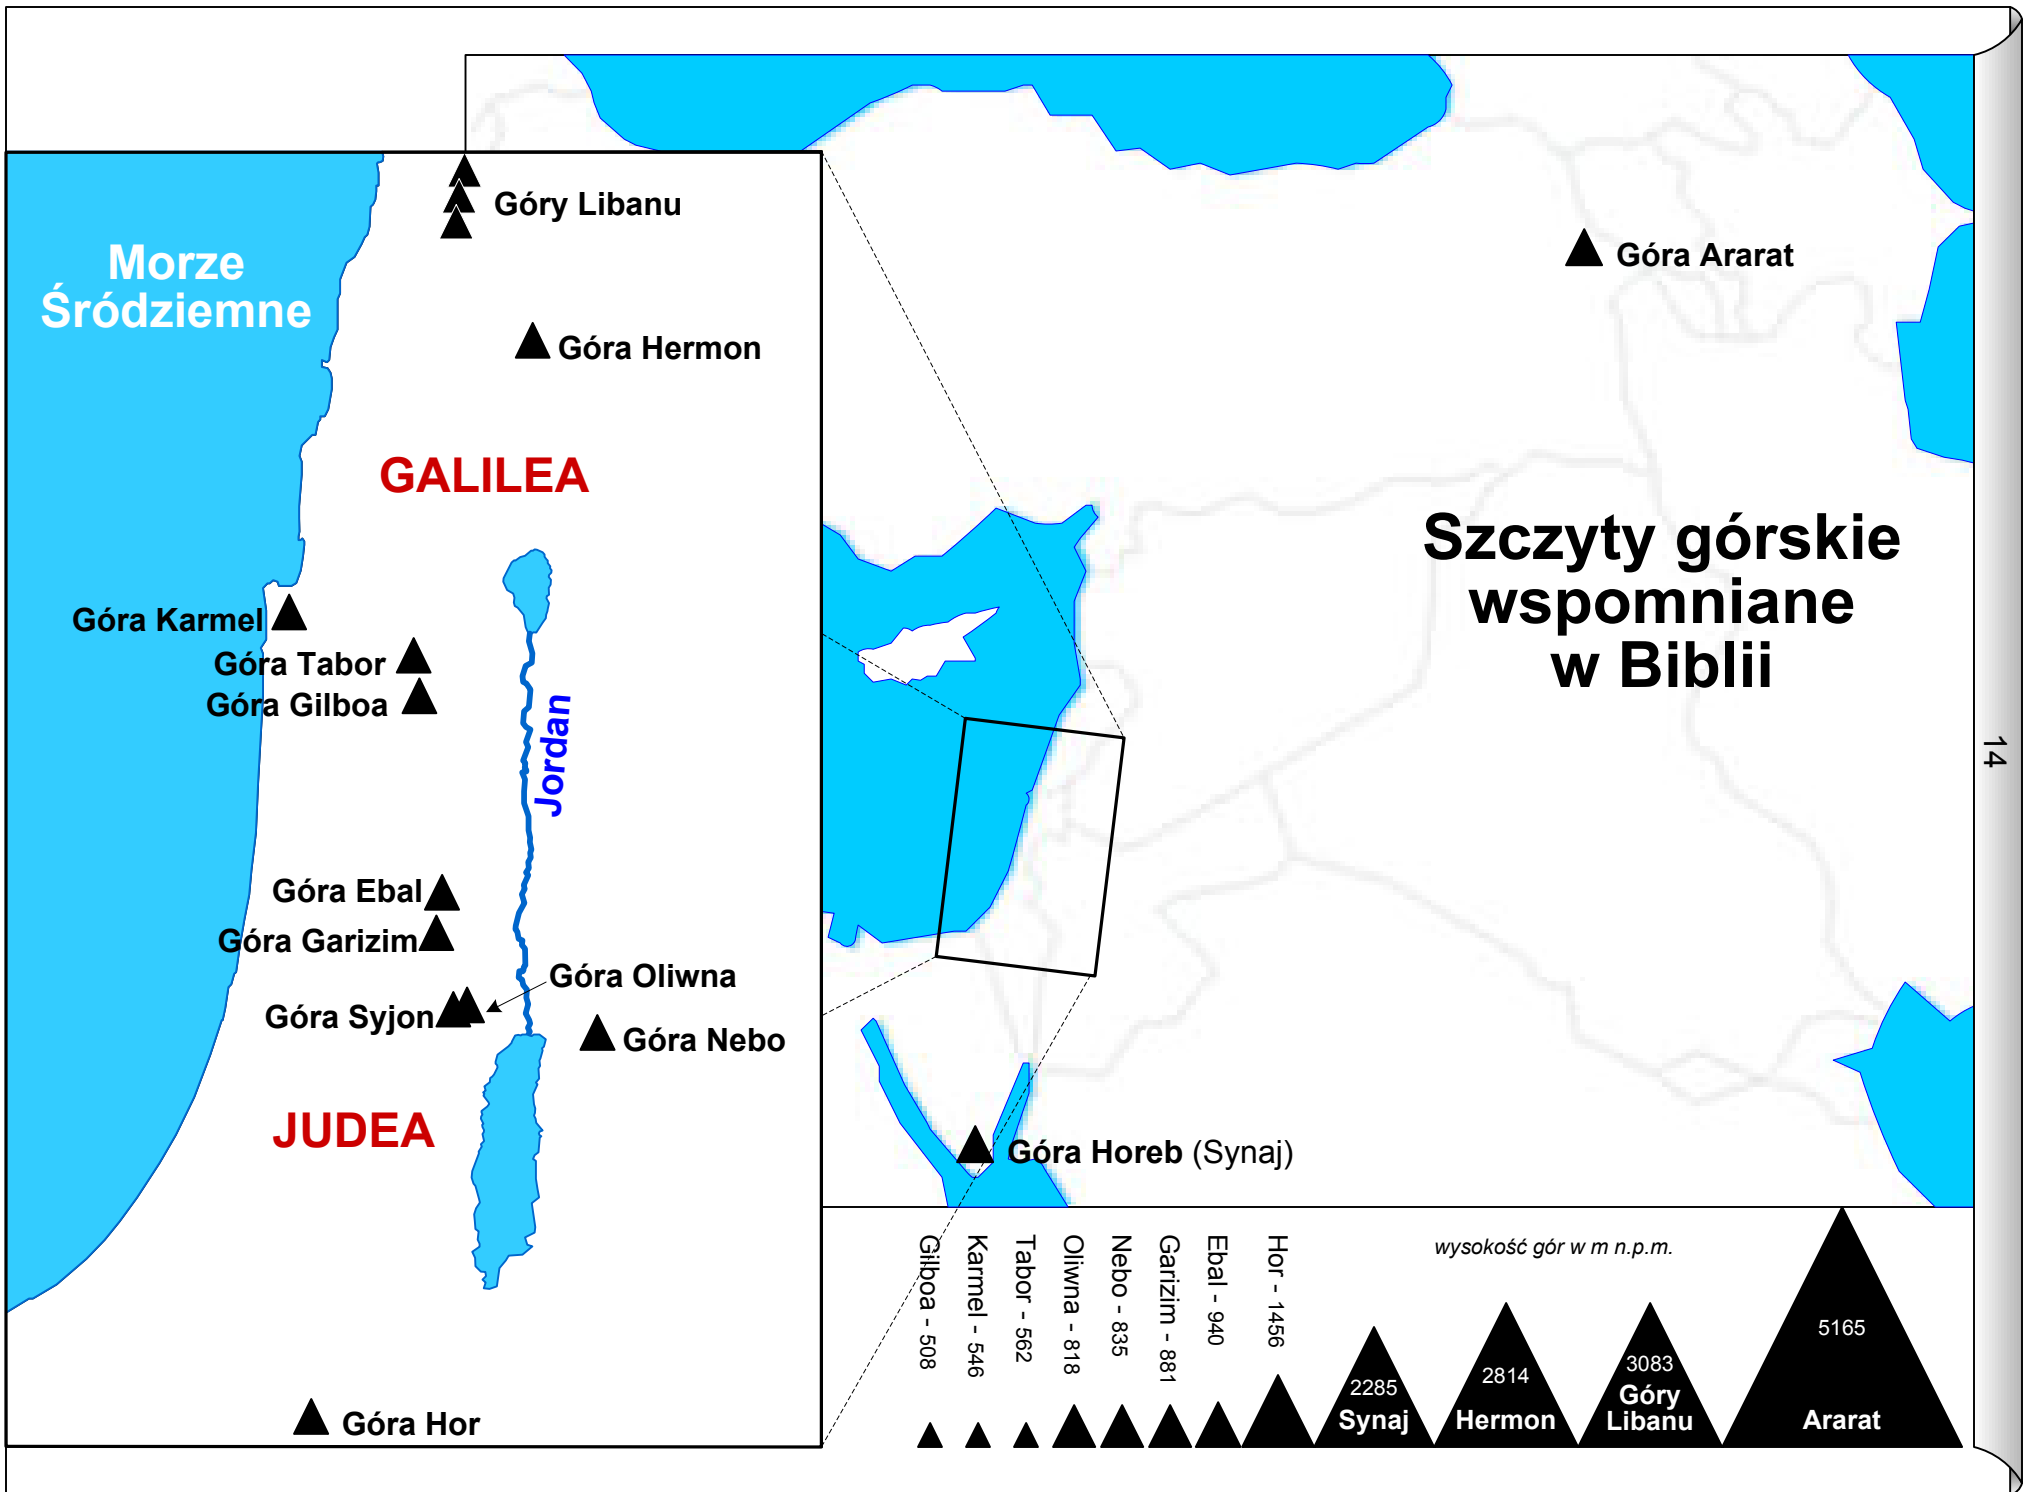 Góry Libanu
Morze
Śródziemne
Góra Ararat
Góra Hermon
GALILEA
Szczyty górskie
wspomniane
w Biblii
Góra Karmel
Góra Tabor
Góra Gilboa
Jordan
14
Góra Ebal
Góra Garizim
Góra Oliwna
Góra Syjon
Góra Nebo
JUDEA
Góra Horeb (Synaj)
Góra Hor
wysokość gór w m n.p.m.
Gilboa - 508
Karmel - 546
Tabor - 562
Oliwna - 818
Nebo - 835
Garizim - 881
Ebal - 940
Hor - 1456
2285
Synaj
2814
Hermon
3083
Góry
Libanu
5165
Ararat